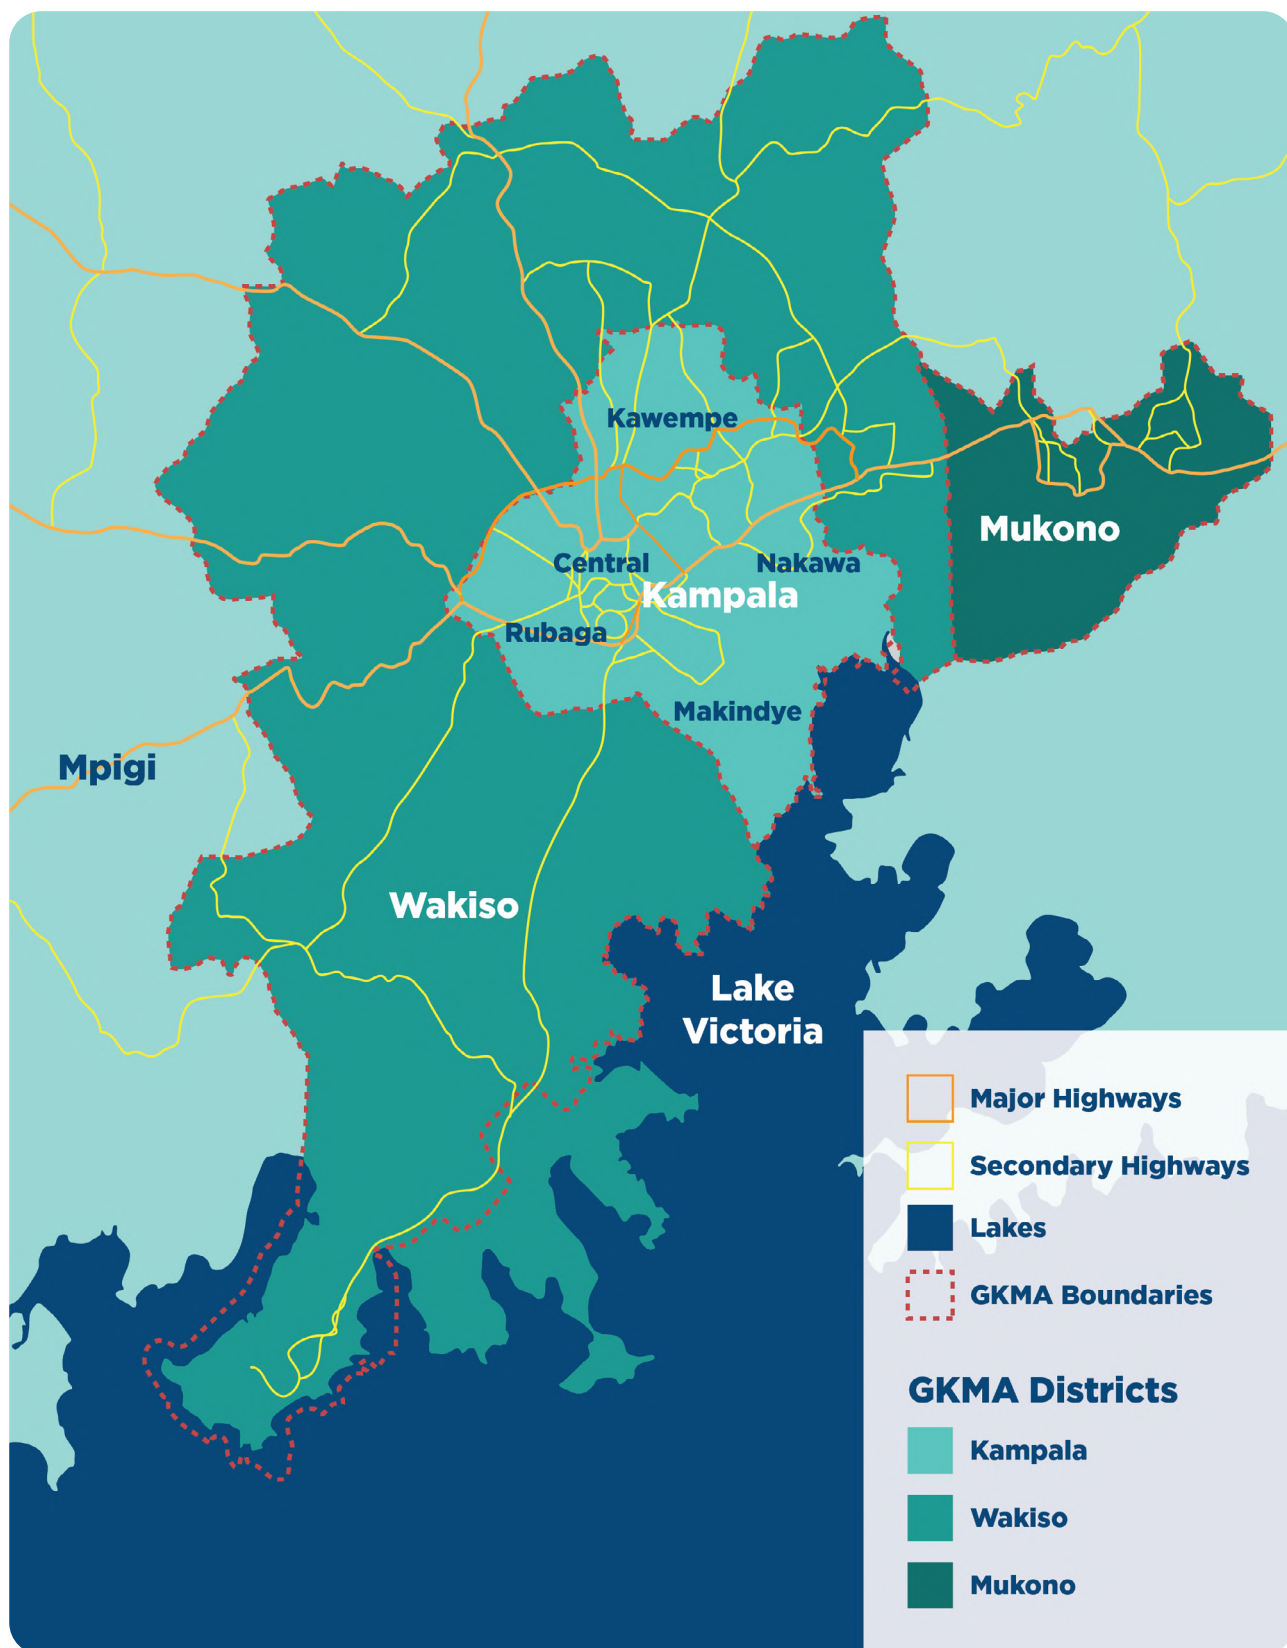 Kawempe
Mukono
Central
Nakawa
Kampala
Rubaga
Makindye
Mpigi
Wakiso
Lake
Victoria
Major Highways
Secondary Highways
Lakes
GKMA Boundaries
GKMA Districts
Kampala
Wakiso
Mukono